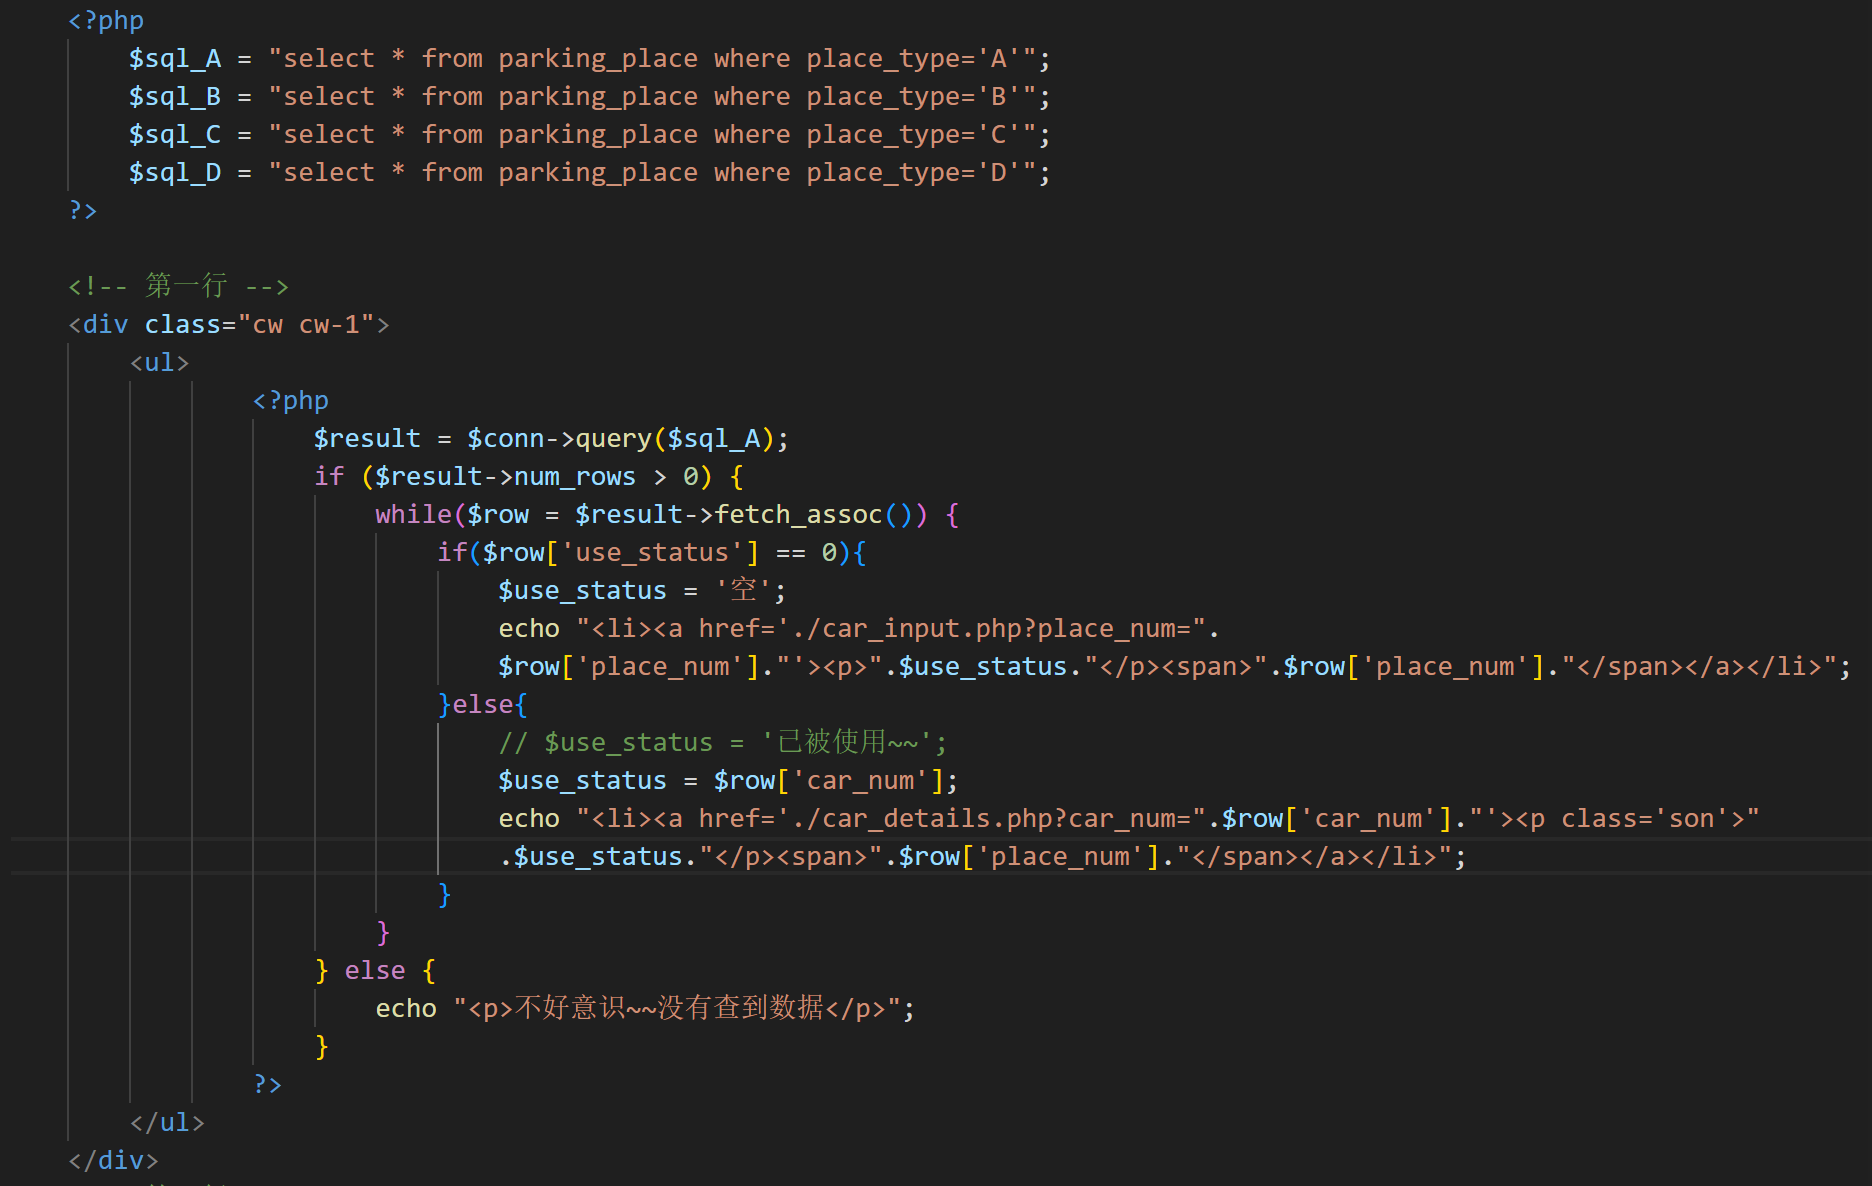 <?php
    $sql_A = "select * from parking_place where place_type='A'";
    $sql_B = "select * from parking_place where place_type='B'";
    $sql_C = "select * from parking_place where place_type='C'";
    $sql_D = "select * from parking_place where place_type='D'";
?>

<!-- 第一行 -->
<div class="cw cw-1">
    <ul>
            <?php
                $result = $conn->query($sql_A);
                if ($result->num_rows > 0) {
                    while($row = $result->fetch_assoc()) {
                        if($row['use_status'] == 0){
                            $use_status = '空';
                            echo "<li><a href='./car_input.php?place_num=".
                            $row['place_num']."'><p>".$use_status."</p><span>".$row['place_num']."</span></a></li>";
                        }else{
                            // $use_status = '已被使用~~';
                            $use_status = $row['car_num'];
                            echo "<li><a href='./car_details.php?car_num=".$row['car_num']."'><p class='son'>"
                            .$use_status."</p><span>".$row['place_num']."</span></a></li>";
                        }
                    }
                } else {
                    echo "<p>不好意识~~没有查到数据</p>";
                }
            ?>
    </ul>
</div>